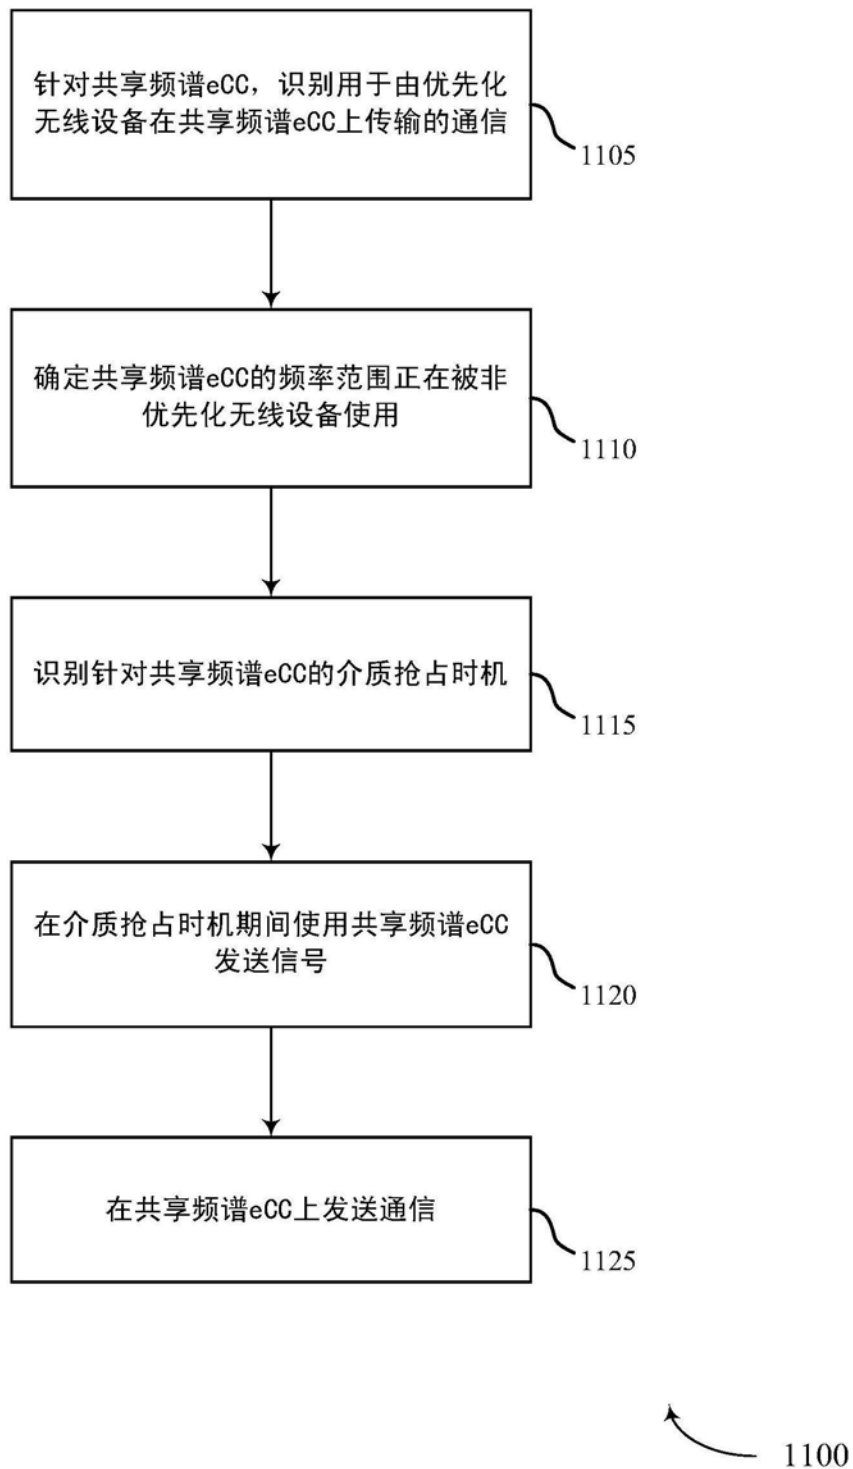 针对共享频谱eCC，识别用于由优先化
无线设备在共享频谱eCC上传输的通信
1105
确定共享频谱eCC的频率范围正在被非
优先化无线设备使用
1110
识别针对共享频谱eCC的介质抢占时机
1115
在介质抢占时机期间使用共享频谱eCC
发送信号
1120
在共享频谱eCC上发送通信
1125
1100